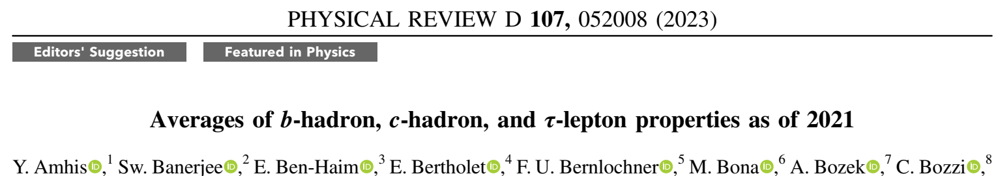 PHYSICAL REVIEW D 107, 052008 (2023)
Editors' Suggestion Featured in Physics
Averages of b-hadron, c-hadron, and τ-lepton properties as of 2021
Y. Amhis,1 Sw. Banerjee,2 E. Ben-Haim,3 E. Bertholet,4 F. U. Bernlochner,5 M. Bona,6 A. Bozek,7 C. Bozzi,8